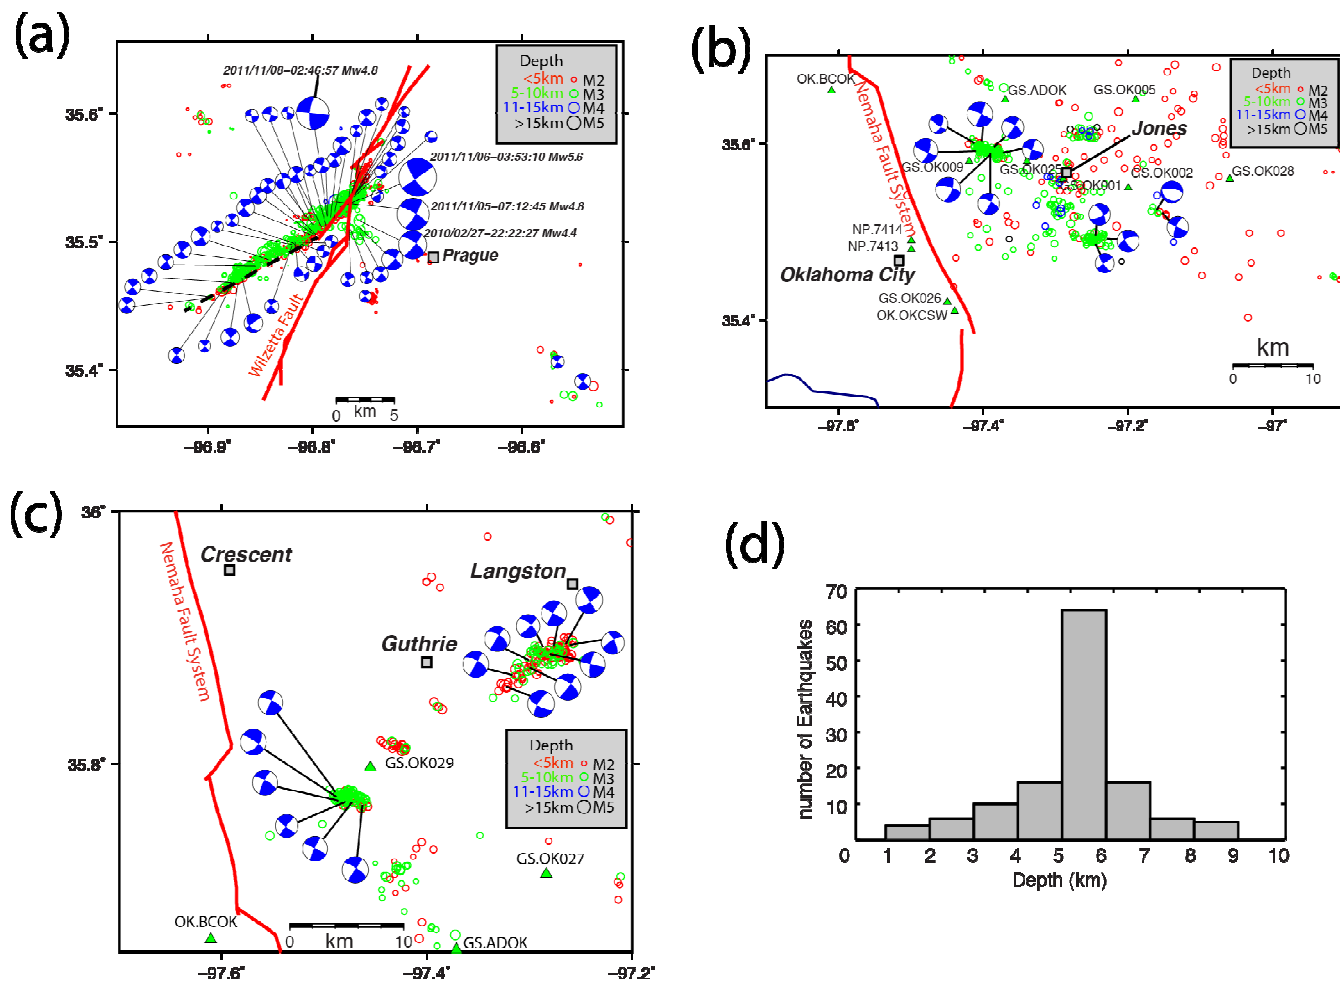 (a)
2011/11/08-02:46:57 Mw4.8
Depth
<5km M2
5-10km M3
11-15km M4
>15km M5
2011/11/06-03:53:10 Mw5.6
2011/11/05-07:12:45 Mw4.8
2010/02/27-22:22:27 Mw4.4
Prague
Wilzetta Fault
35.6°
35.5°
35.4°
0 km 5
-96.9° -96.8° -96.7° -96.6°
(b)
OK.BCOK
Nemaha Fault System
GS.ADOK
GS.OK005
Depth
<5km M2
5-10km M3
11-15km M4
>15km M5
Jones
35.6°
GS.OK009
GS.OK025
GS.OK001
GS.OK002
GS.OK028
NP.7414
NP.7413
Oklahoma City
GS.OK026
OK.OKCSW
35.4°
km
0 10
-97.6° -97.4° -97.2° -97°
(c)
36°
Crescent
Langston
Guthrie
Nemaha Fault System
35.8°
GS.OK029
Depth
<5km M2
5-10km M3
11-15km M4
>15km M5
GS.OK027
OK.BCOK
0 km 10
GS.ADOK
-97.6° -97.4° -97.2°
(d)
70
60
50
40
30
20
10
number of Earthquakes
0 1 2 3 4 5 6 7 8 9 10
Depth (km)